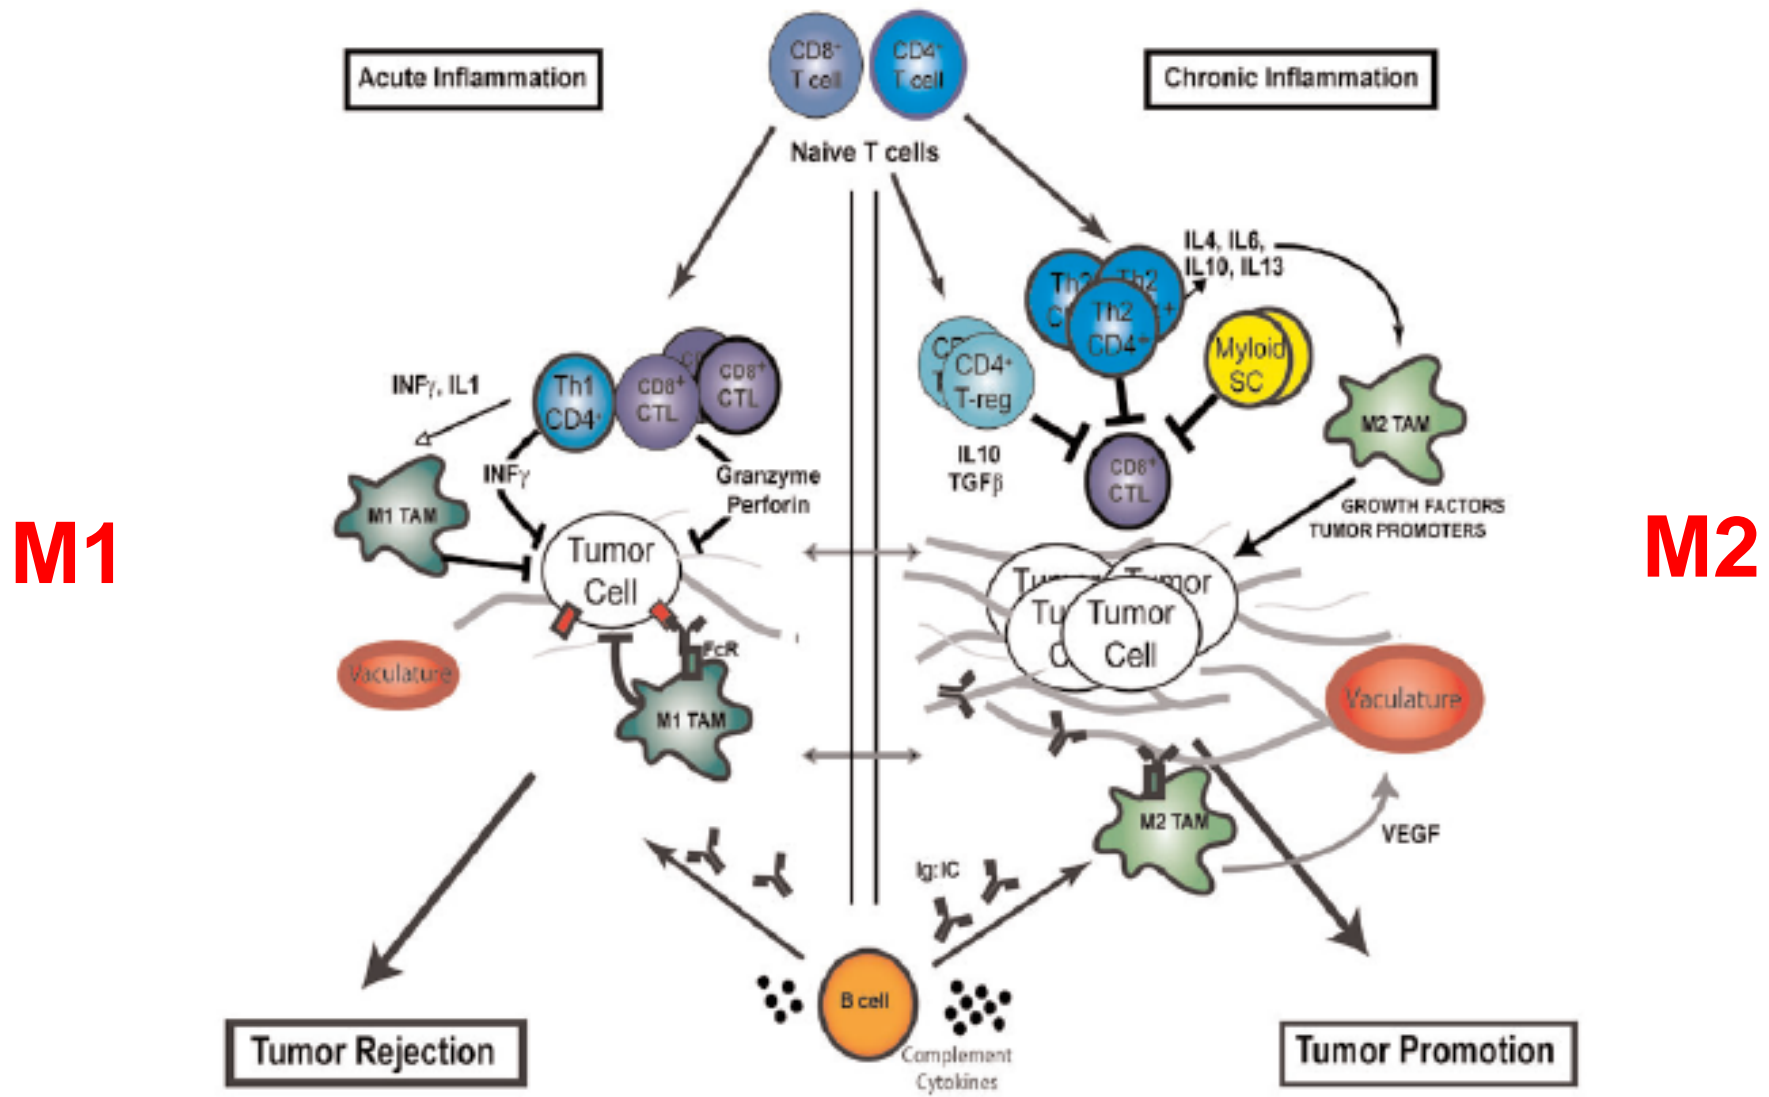 Acute Inflammation
CD8+
T cell
CD4+
T cell
Chronic Inflammation
Naive T cells
IL4, IL6,
IL10, IL13
Th2
Th2
Th2
CD4+
Myloid
SC
CD4+
T-reg
M2 TAM
INFγ, IL1
Th1
CD4+
CD8+
CTL
CD8+
CTL
IL10
TGFβ
CD8+
CTL
INFγ
Granzyme
Perforin
M1 TAM
GROWTH FACTORS
TUMOR PROMOTERS
M1
M2
Tumor
Cell
Tumor
Cell
FcR
Vaculature
Vaculature
M1 TAM
M2 TAM
VEGF
Ig:IC
B cell
Complement
Cytokines
Tumor Rejection
Tumor Promotion